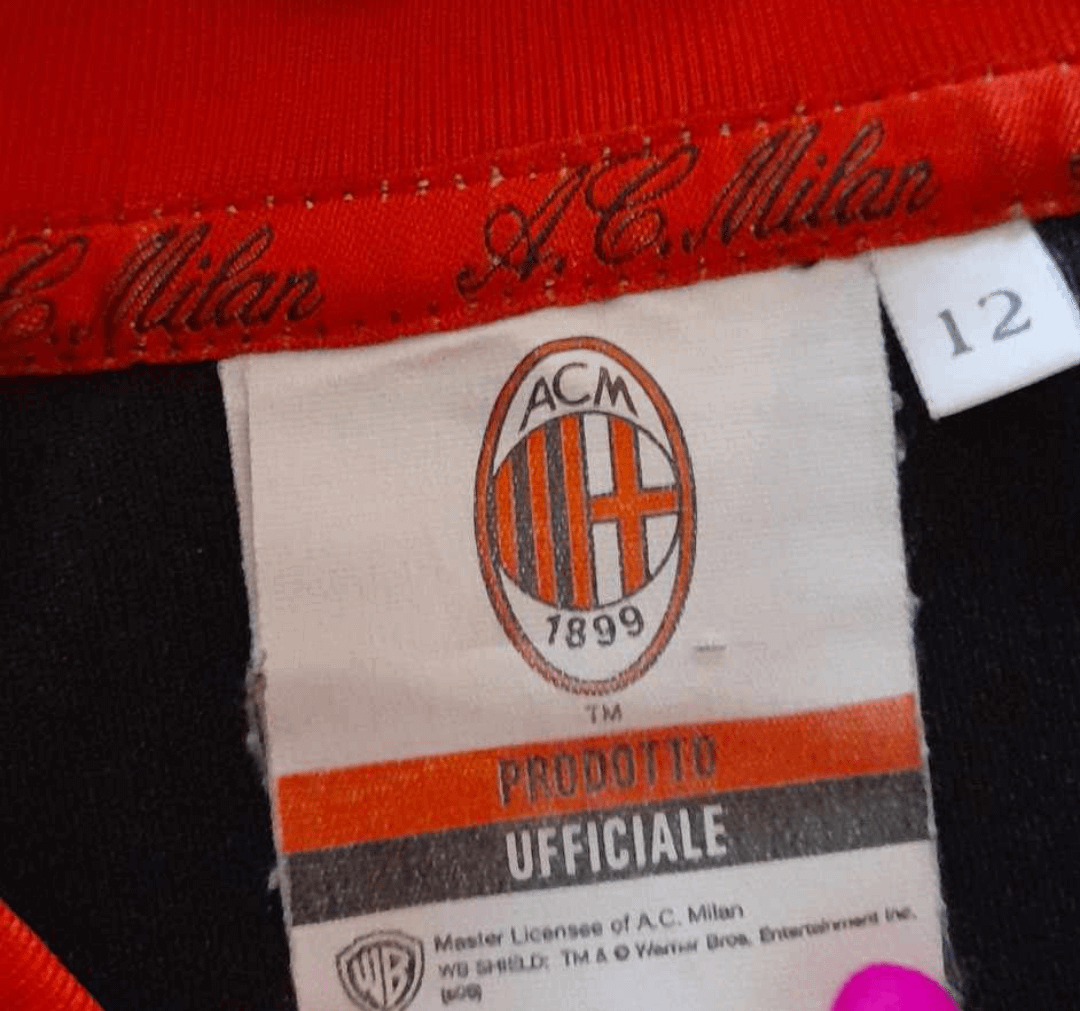 C. Milan A.C. Milan
12
ACM
1899
TM
PRODOTTO
UFFICIALE
WB
Master Licensee of A.C. Milan
WB SHIELD: TM & © Warner Bros. Entertainment Inc.
(s06)